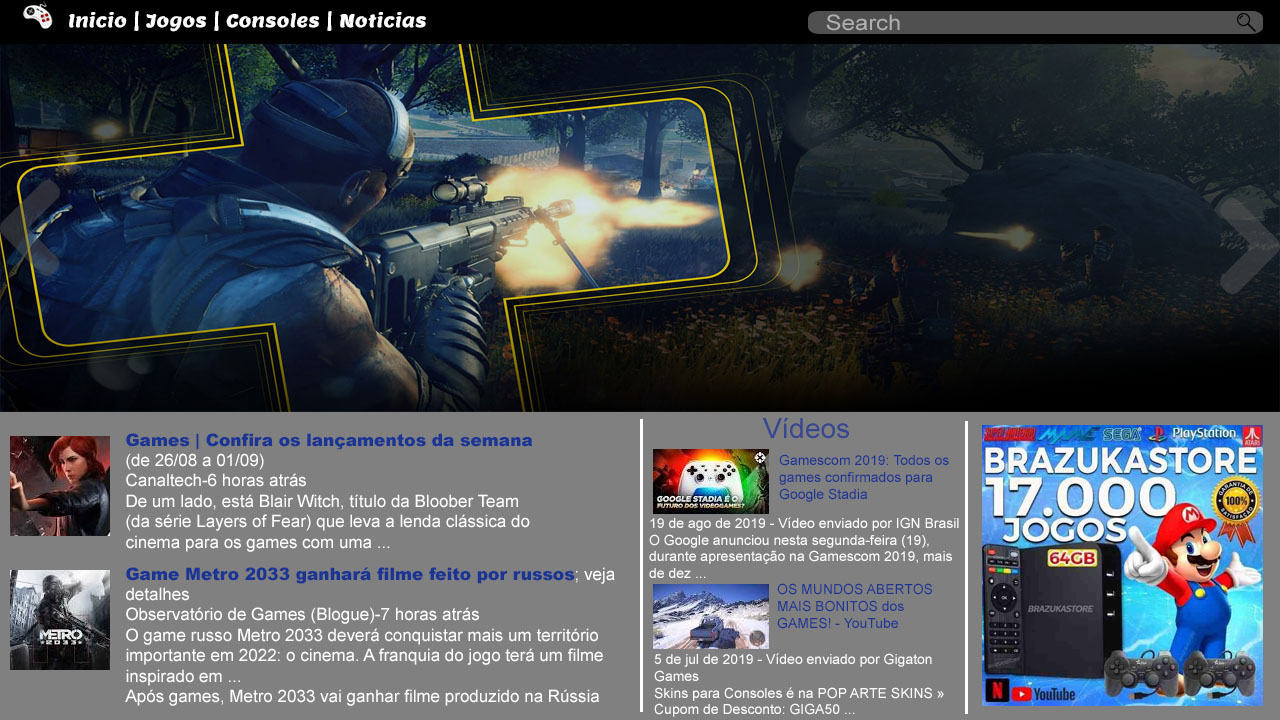 Inicio | Jogos | Consoles | Noticias
Search
Games | Confira os lançamentos da semana
(de 26/08 a 01/09)
Canaltech-6 horas atrás
De um lado, está Blair Witch, título da Bloober Team
(da série Layers of Fear) que leva a lenda clássica do
cinema para os games com uma ...
METRO
2033
Game Metro 2033 ganhará filme feito por russos; veja
detalhes
Observatório de Games (Blogue)-7 horas atrás
O game russo Metro 2033 deverá conquistar mais um território
importante em 2022: o cinema. A franquia do jogo terá um filme
inspirado em ...
Após games, Metro 2033 vai ganhar filme produzido na Rússia
Vídeos
GOOGLE STADIA É O
FUTURO DOS VIDEOGAMES?
Gamescom 2019: Todos os
games confirmados para
Google Stadia
19 de ago de 2019 - Vídeo enviado por IGN Brasil
O Google anunciou nesta segunda-feira (19),
durante apresentação na Gamescom 2019, mais
de dez ...
OS MUNDOS ABERTOS
MAIS BONITOS dos
GAMES! - YouTube
5 de jul de 2019 - Vídeo enviado por Gigaton
Games
Skins para Consoles é na POP ARTE SKINS »
Cupom de Desconto: GIGA50 ...
SEGA PlayStation ATARI
BRAZUKASTORE
17.000
JOGOS
GARANTIA DE
100%
SATISFAÇÃO
64GB
BRAZUKASTORE
N YouTube